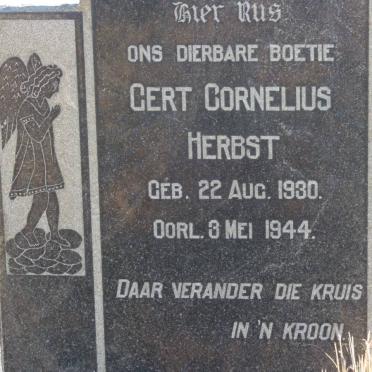 Hier Rus
ONS DIERBARE BOETIE
GERT CORNELIUS
HERBST
GEB. 22 AUG. 1930.
OORL. 3 MEI 1944.
DAAR VERANDER DIE KRUIS
IN 'N KROON